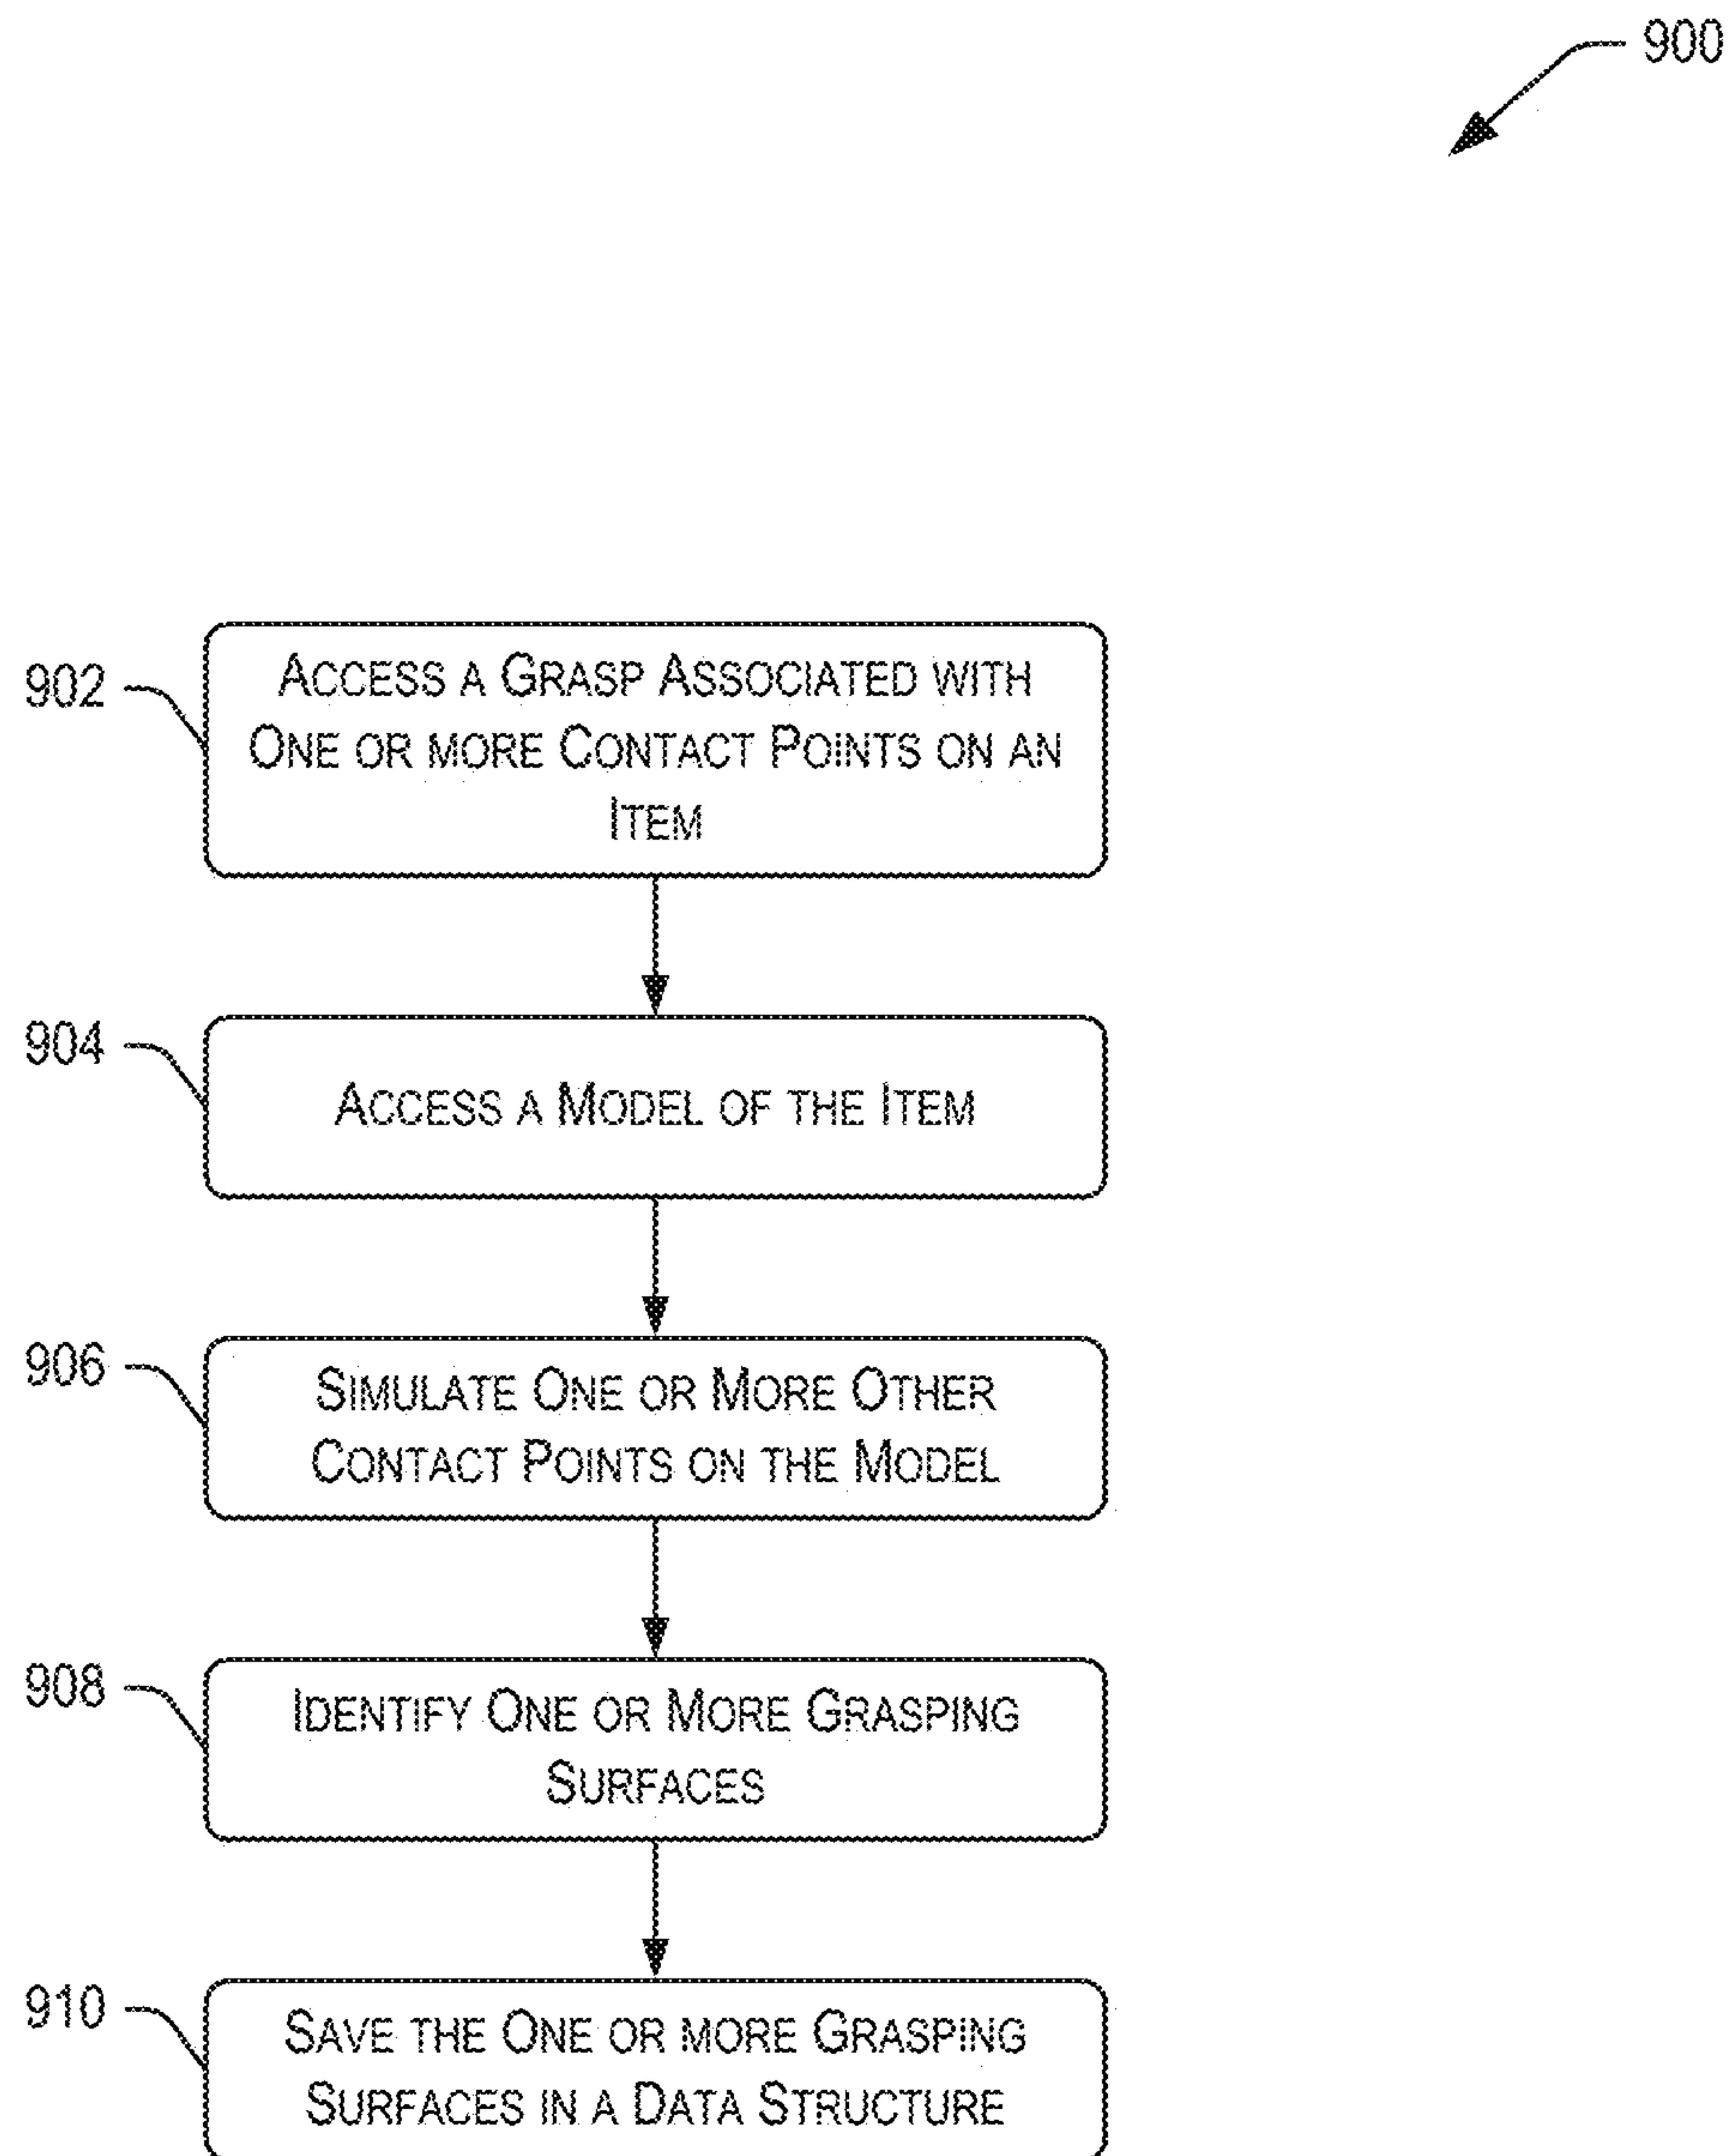 900
902
ACCESS A GRASP ASSOCIATED WITH
ONE OR MORE CONTACT POINTS ON AN
ITEM
904
ACCESS A MODEL OF THE ITEM
906
SIMULATE ONE OR MORE OTHER
CONTACT POINTS ON THE MODEL
908
IDENTIFY ONE OR MORE GRASPING
SURFACES
910
SAVE THE ONE OR MORE GRASPING
SURFACES IN A DATA STRUCTURE